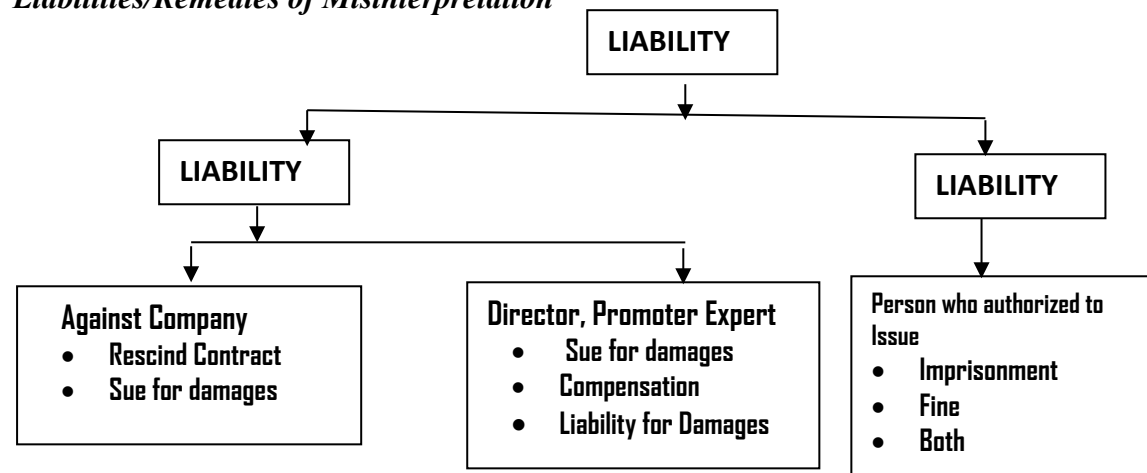 Liabilities/Remedies of Misinterpretation
LIABILITY
LIABILITY
LIABILITY
Against Company
• Rescind Contract
• Sue for damages
Director, Promoter Expert
• Sue for damages
• Compensation
• Liability for Damages
Person who authorized to
Issue
• Imprisonment
• Fine
• Both